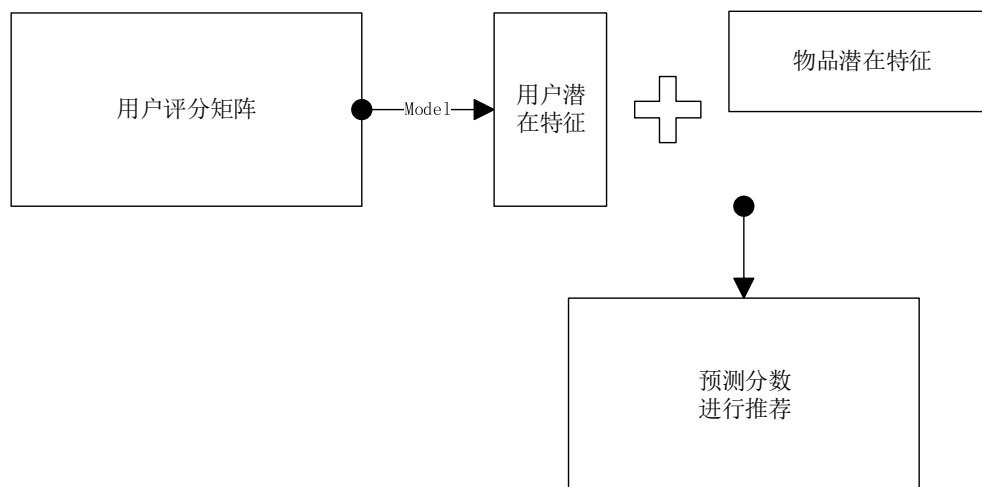 用户评分矩阵
Model
用户潜
在特征
物品潜在特征
预测分数
进行推荐